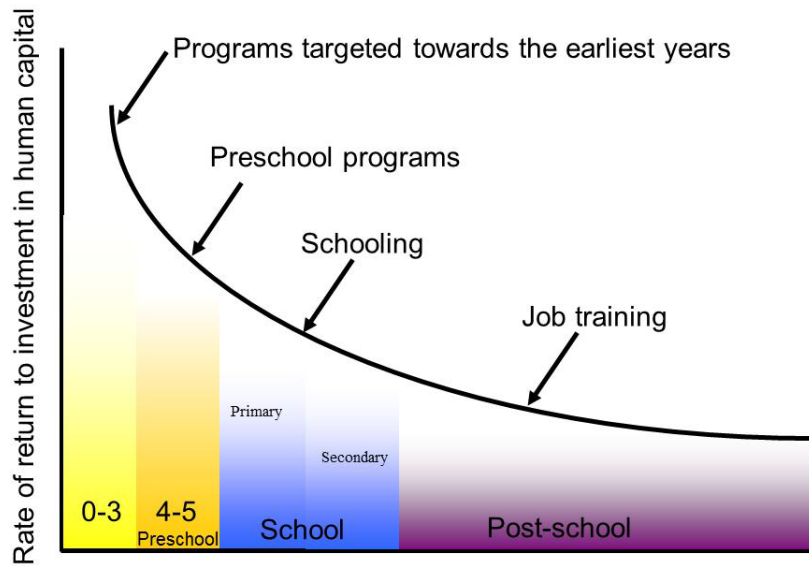 Rate of return to investment in human capital
Programs targeted towards the earliest years
Preschool programs
Schooling
Job training
Primary
Secondary
0-3
4-5
Preschool
School
Post-school